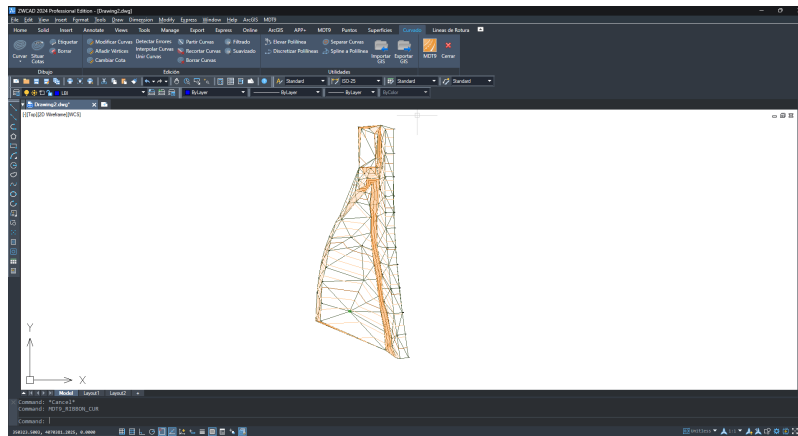 ZWCAD 2024 Professional Edition - [Drawing2.dwg]
File Edit View Insert Format Tools Draw Dimension Modify Express Window Help ArcGIS MDT9
Home Solid Insert Annotate Views Tools Manage Export Express Online ArcGIS APP+ MDT9 Puntos Superficies Curvado Líneas de Rotura
Etiquetar Modificar Curvas Detectar Errores Partir Curvas Filtrado Elevar Polilínea Separar Curvas
Borrar Añadir Vértices Interpolar Curvas Recortar Curvas Suavizado Discretizar Polilíneas Spline a Polilínea
Curvar Situar Cotas Cambiar Cota Unir Curvas Borrar Curvas Importar GIS Exportar GIS MDT9 Cerrar
Dibujo Edición Utilidades
Standard ISO-25 Standard Standard
ByLayer ByLayer ByLayer ByColor
Drawing2.dwg*
[-][Top][2D Wireframe][WCS]
Y
X
Model Layout1 Layout2 +
Command: *Cancel*
Command: MDT9_RIBBON_CUR
Command: